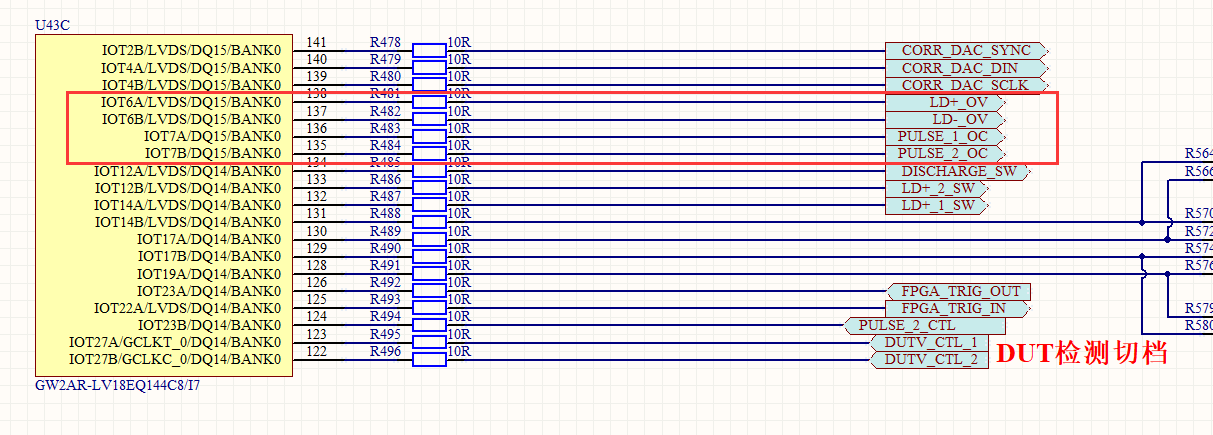 U43C
IOT2B/LVDS/DQ15/BANK0 141 R478 10R CORR_DAC_SYNC
IOT4A/LVDS/DQ15/BANK0 140 R479 10R CORR_DAC_DIN
IOT4B/LVDS/DQ15/BANK0 139 R480 10R CORR_DAC_SCLK
IOT6A/LVDS/DQ15/BANK0 138 R481 10R LD+_OV
IOT6B/LVDS/DQ15/BANK0 137 R482 10R LD-_OV
IOT7A/DQ15/BANK0 136 R483 10R PULSE_1_OC
IOT7B/DQ15/BANK0 135 R484 10R PULSE_2_OC R564
IOT12A/LVDS/DQ15/BANK0 134 R485 10R DISCHARGE_SW R566
IOT12B/LVDS/DQ15/BANK0 133 R486 10R LD+_2_SW
IOT14A/LVDS/DQ15/BANK0 132 R487 10R LD+_1_SW
IOT14B/LVDS/DQ15/BANK0 131 R488 10R R570
IOT17A/DQ14/BANK0 130 R489 10R R572
IOT17B/DQ14/BANK0 129 R490 10R R574
IOT19A/DQ14/BANK0 128 R491 10R R576
IOT23A/DQ14/BANK0 126 R492 10R FPGA_TRIG_OUT
IOT22A/LVDS/DQ14/BANK0 125 R493 10R FPGA_TRIG_IN R579
IOT23B/DQ14/BANK0 124 R494 10R PULSE_2_CTL R580
IOT27A/GCLKT_0/DQ14/BANK0 123 R495 10R DUTV_CTL_1
IOT27B/GCLKC_0/DQ14/BANK0 122 R496 10R DUTV_CTL_2
DUT检测切档
GW2AR-LV18EQ144C8/I7